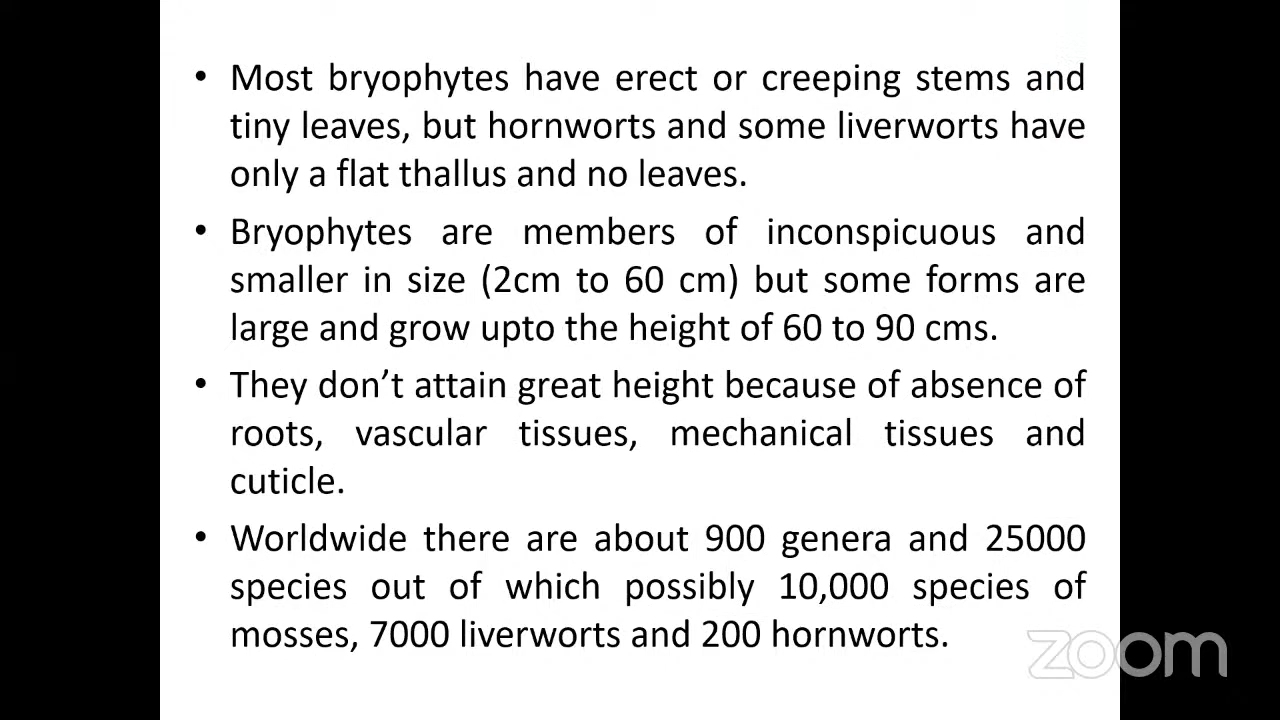 • Most bryophytes have erect or creeping stems and
tiny leaves, but hornworts and some liverworts have
only a flat thallus and no leaves.
• Bryophytes are members of inconspicuous and
smaller in size (2cm to 60 cm) but some forms are
large and grow upto the height of 60 to 90 cms.
• They don’t attain great height because of absence of
roots, vascular tissues, mechanical tissues and
cuticle.
• Worldwide there are about 900 genera and 25000
species out of which possibly 10,000 species of
mosses, 7000 liverworts and 200 hornworts.
zoom